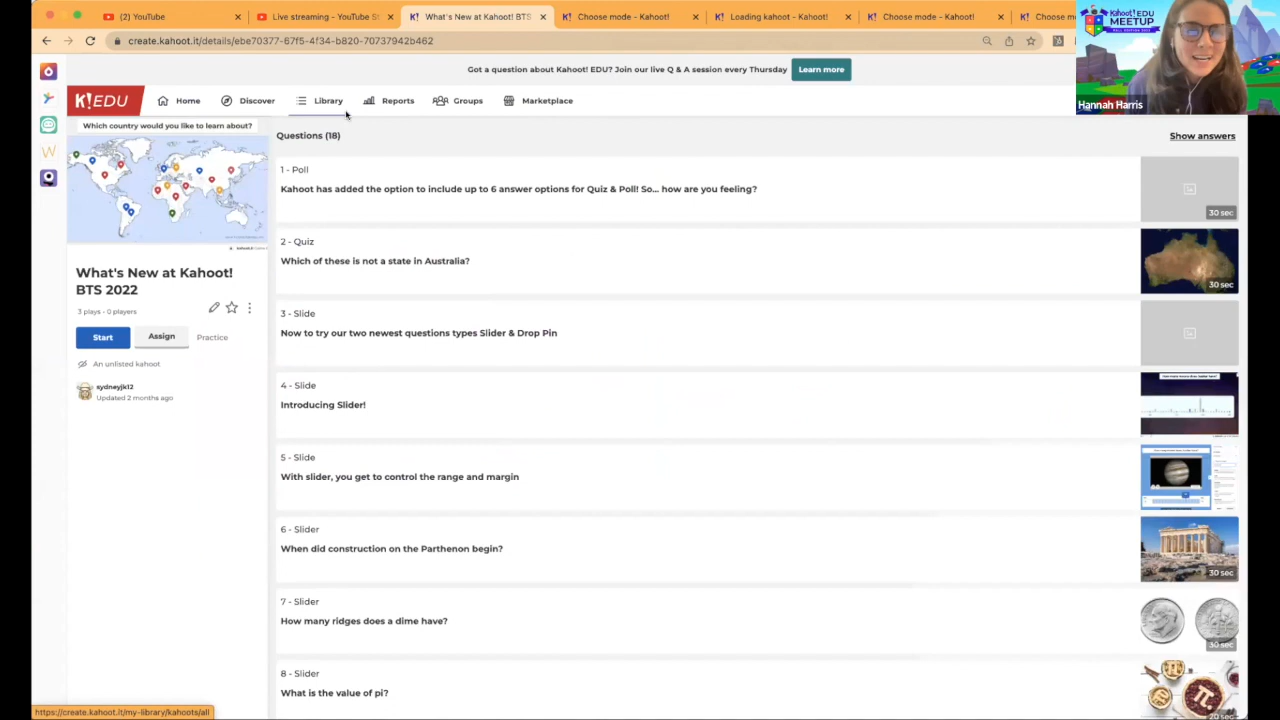 (2) YouTube
Live streaming - YouTube St
What's New at Kahoot! BTS
Choose mode - Kahoot!
Loading kahoot - Kahoot!
Choose mode - Kahoot!
Choose mo
create.kahoot.it/details/ebe70377-67f5-4f34-b820-70737942b462
Kahoot! EDU
MEETUP
FALL EDITION 2022
Hannah Harris
Got a question about Kahoot! EDU? Join our live Q & A session every Thursday
Learn more
K!EDU
Home
Discover
Library
Reports
Groups
Marketplace
Which country would you like to learn about?
What's New at Kahoot!
BTS 2022
3 plays · 0 players
Start
Assign
Practice
An unlisted kahoot
sydneyjk12
Updated 2 months ago
Questions (18)
Show answers
1 - Poll
Kahoot has added the option to include up to 6 answer options for Quiz & Poll! So... how are you feeling?
30 sec
2 - Quiz
Which of these is not a state in Australia?
30 sec
3 - Slide
Now to try our two newest questions types Slider & Drop Pin
4 - Slide
Introducing Slider!
5 - Slide
With slider, you get to control the range and margin
6 - Slider
When did construction on the Parthenon begin?
30 sec
7 - Slider
How many ridges does a dime have?
30 sec
8 - Slider
What is the value of pi?
20 sec
https://create.kahoot.it/my-library/kahoots/all